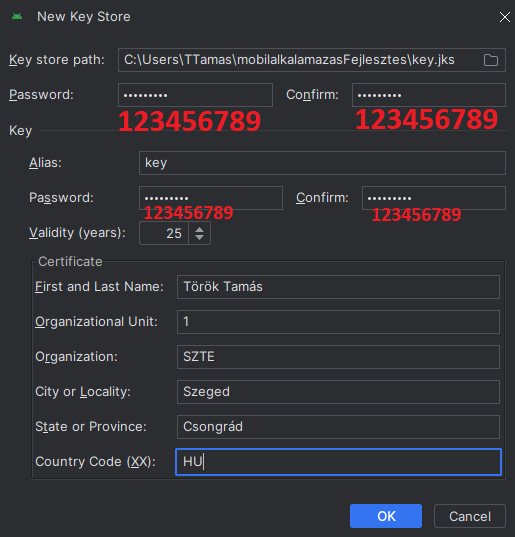 New Key Store
Key store path: C:\Users\TTamas\mobilalkalamazasFejlesztes\key.jks
Password: ••••••••• Confirm: •••••••••
123456789 123456789
Key
Alias: key
Password: ••••••••• Confirm: •••••••••
123456789 123456789
Validity (years): 25
Certificate
First and Last Name: Török Tamás
Organizational Unit: 1
Organization: SZTE
City or Locality: Szeged
State or Province: Csongrád
Country Code (XX): HU
OK Cancel